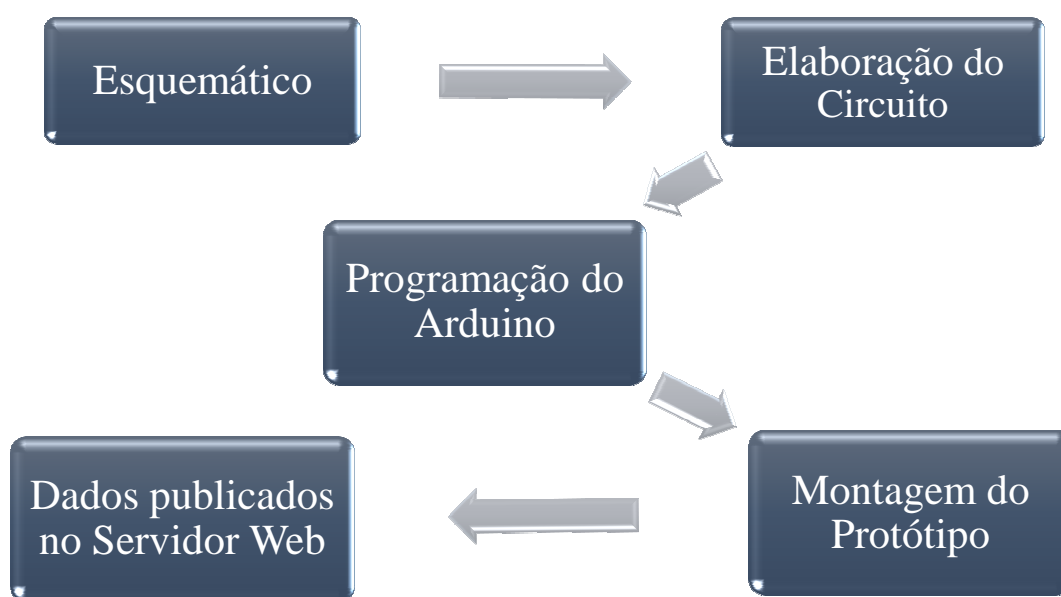 Esquemático
Elaboração do
Circuito
Programação do
Arduino
Montagem do
Protótipo
Dados publicados
no Servidor Web